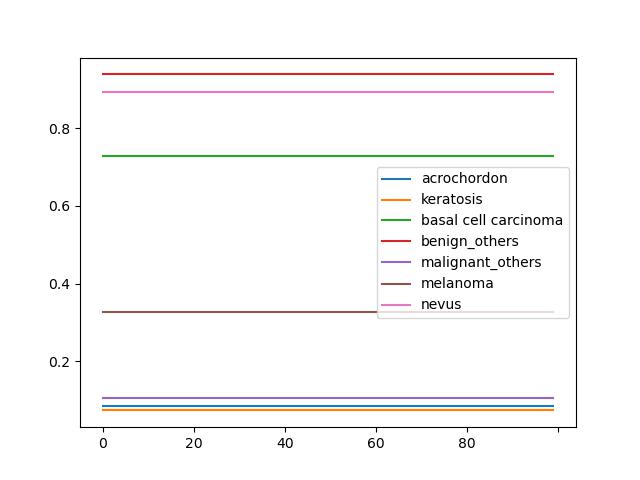 0.8
0.6
0.4
0.2
0 20 40 60 80
acrochordon
keratosis
basal cell carcinoma
benign_others
malignant_others
melanoma
nevus